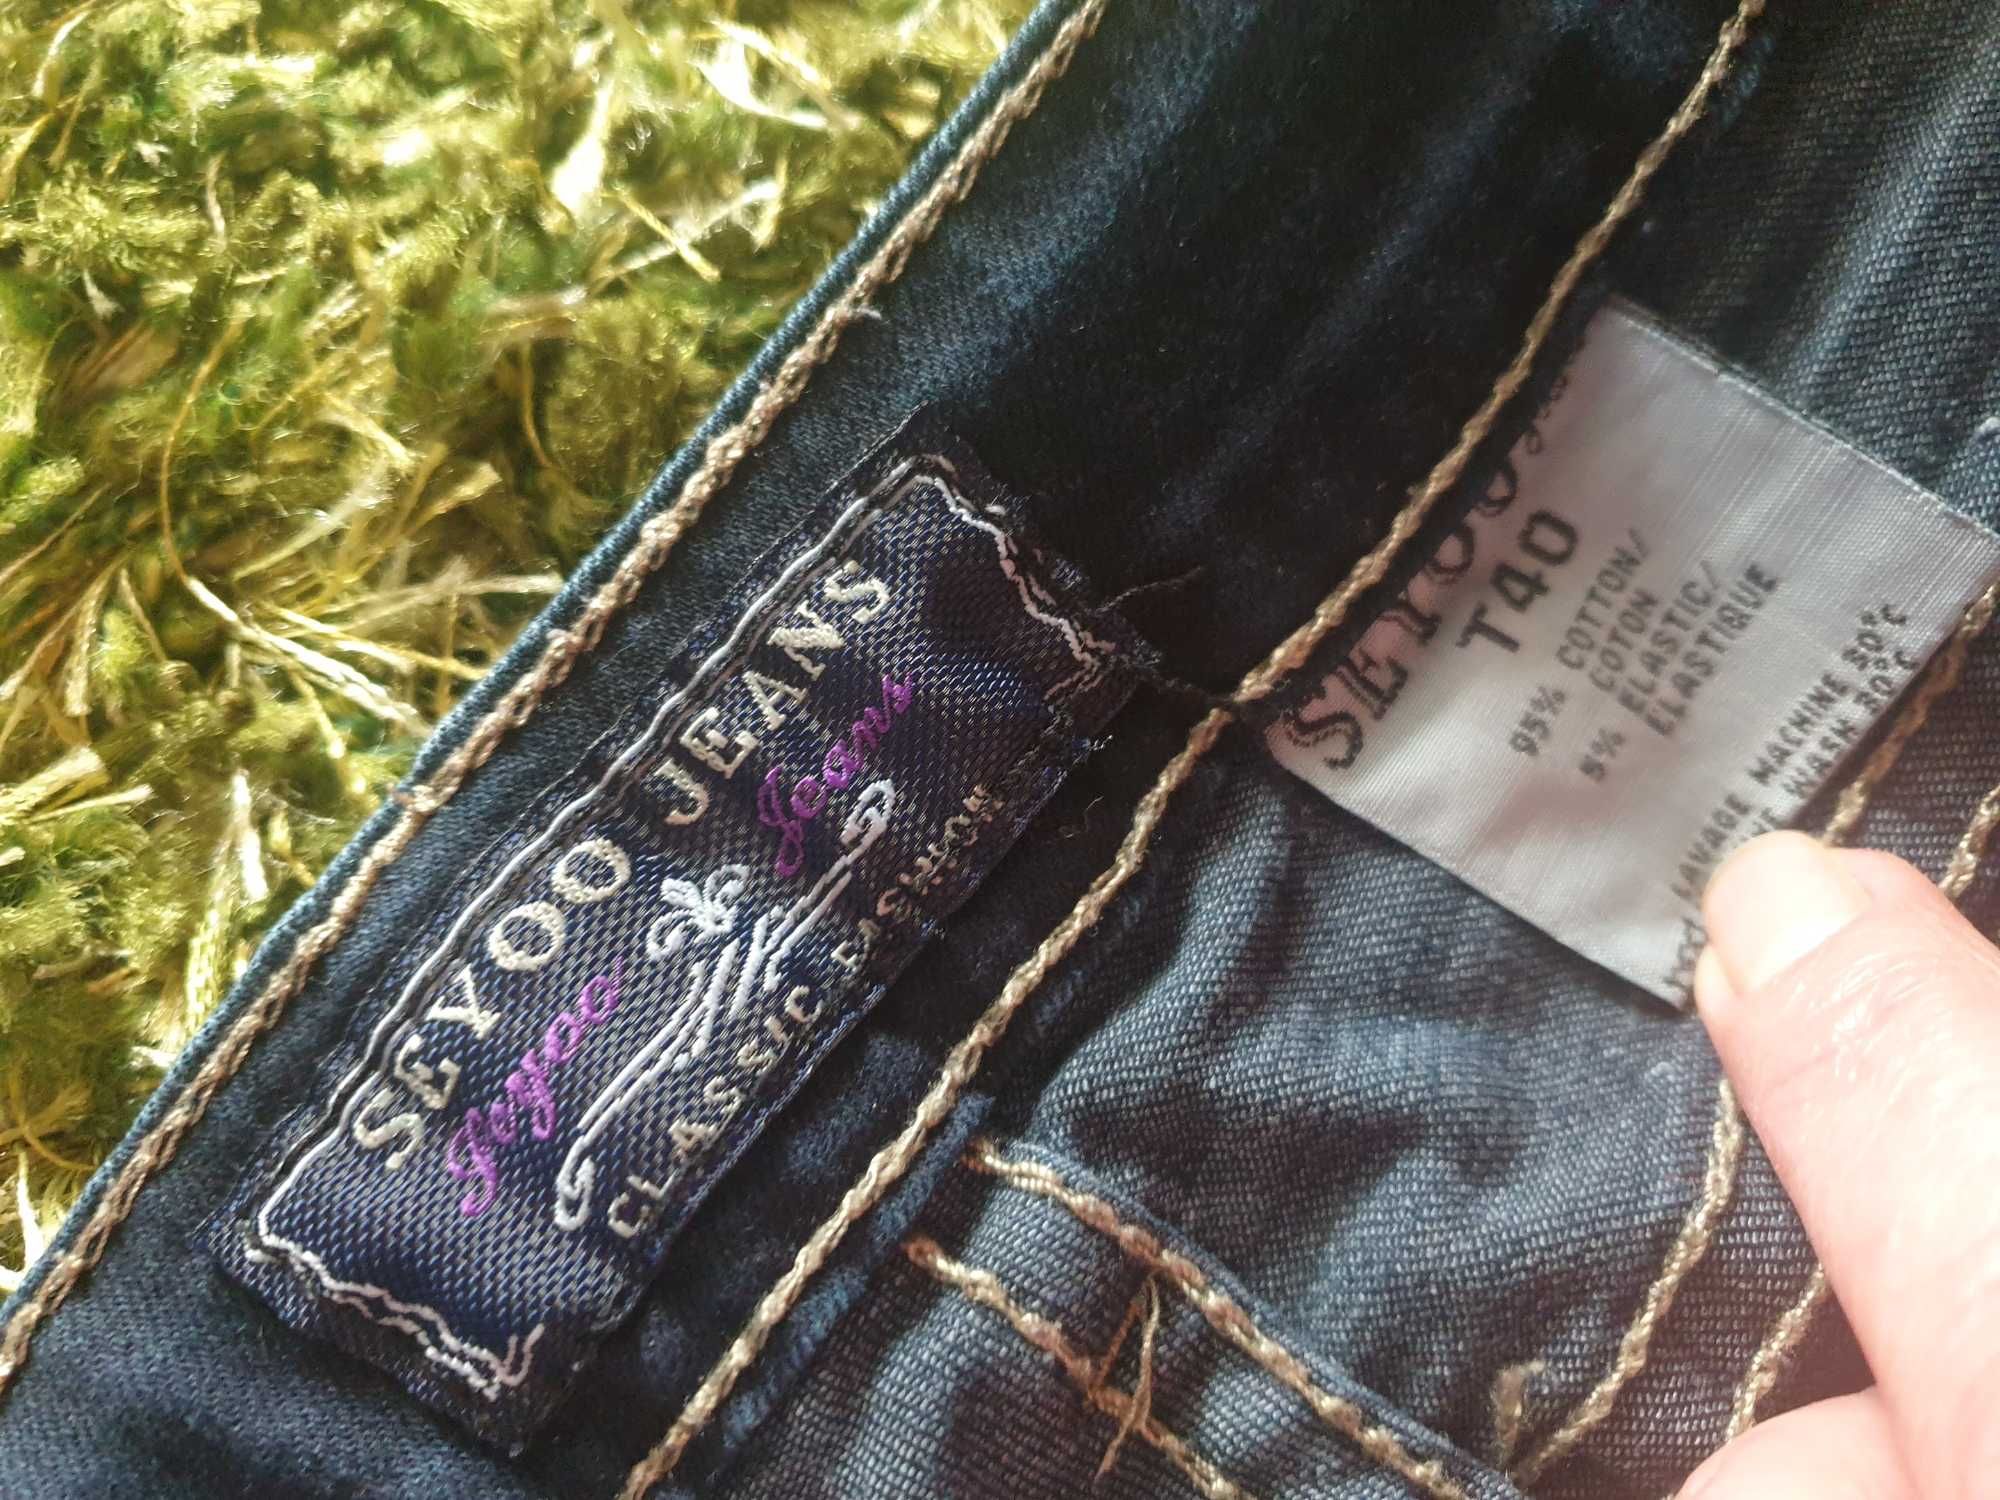 SEYOO JEANS
Seyoo Jeans
CLASSIC FASHION
T40
95% COTTON/
COTON
5% ELASTIC/
ELASTIQUE
LAVAGE MACHINE 30°C
WASH 30°C